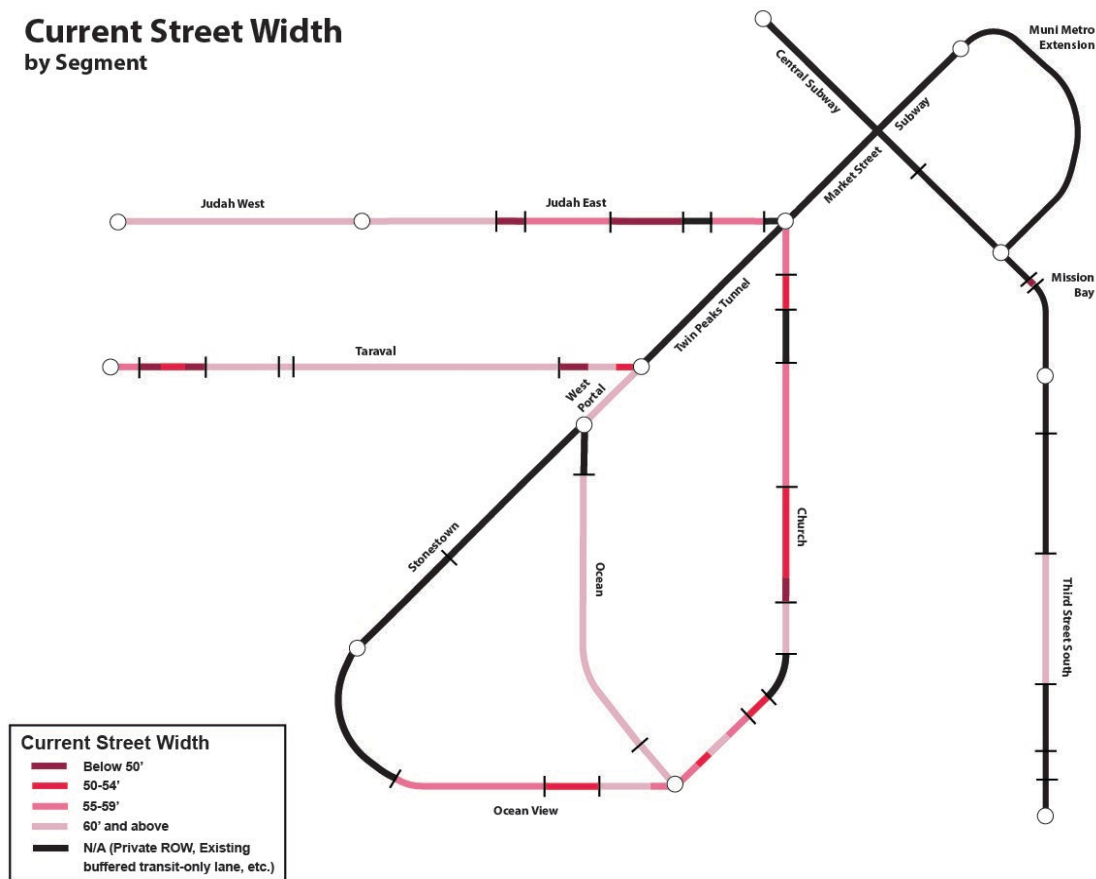 Current Street Width
by Segment
Muni Metro
Extension
Central Subway
Subway
Market Street
Judah West
Judah East
Mission
Bay
Twin Peaks Tunnel
Taraval
West
Portal
Church
Stonestown
Ocean
Third Street South
Ocean View
Current Street Width
Below 50'
50-54'
55-59'
60' and above
N/A (Private ROW, Existing
buffered transit-only lane, etc.)